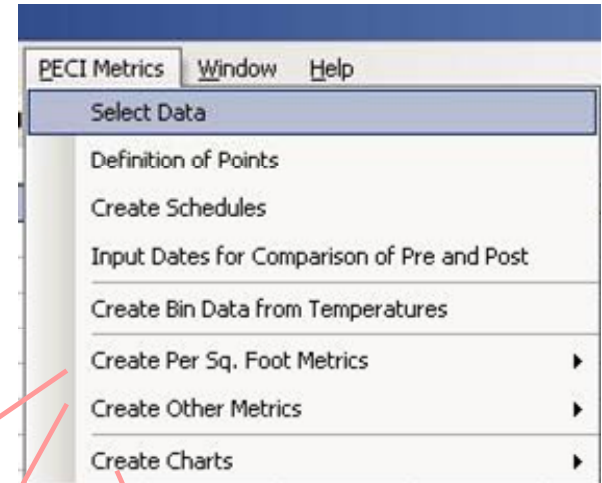 PECI Metrics Window Help
Select Data
Definition of Points
Create Schedules
Input Dates for Comparison of Pre and Post
Create Bin Data from Temperatures
Create Per Sq. Foot Metrics
Create Other Metrics
Create Charts